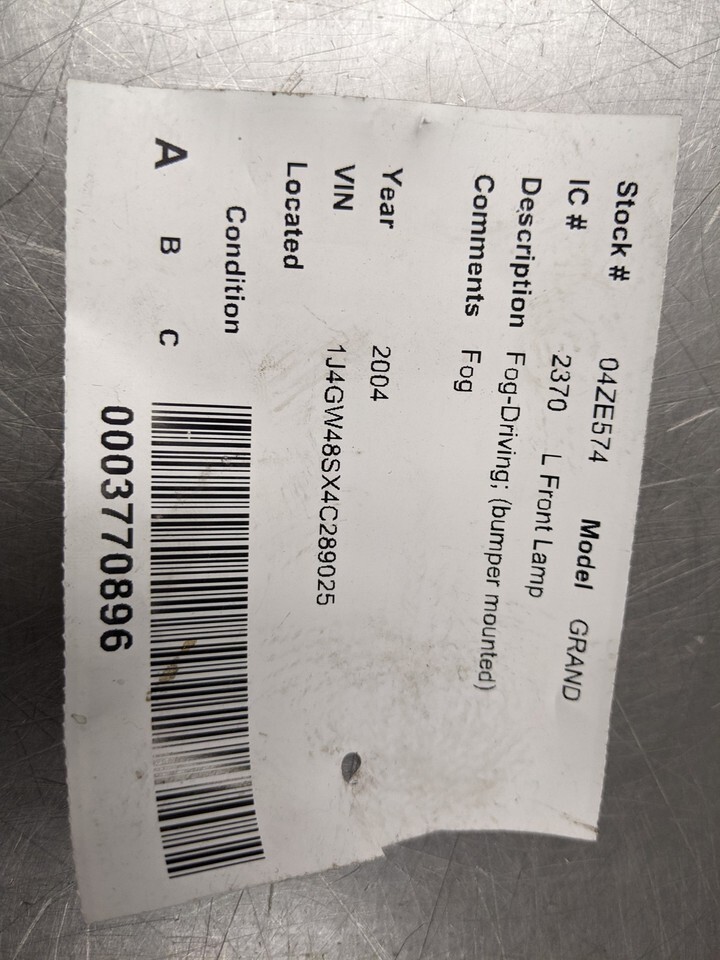 Stock # 04ZE574 Model GRAND
IC # 2370 L Front Lamp
Description Fog-Driving; (bumper mounted)
Comments Fog
Year 2004
VIN 1J4GW48SX4C289025
Located
Condition
A B C
0003770896